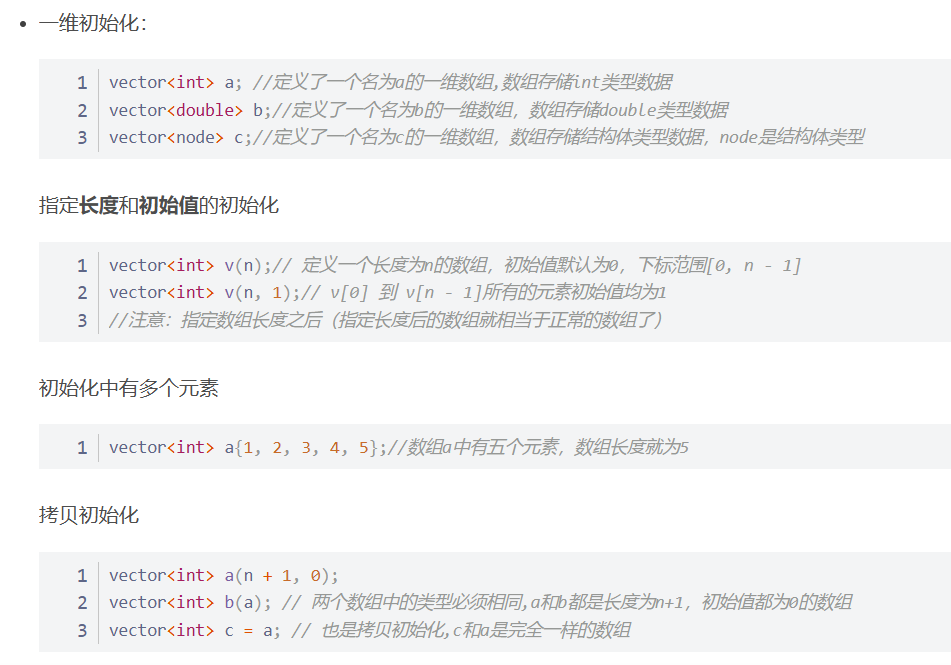 一维初始化：
1 vector<int> a; //定义了一个名为a的一维数组,数组存储int类型数据
2 vector<double> b;//定义了一个名为b的一维数组，数组存储double类型数据
3 vector<node> c;//定义了一个名为c的一维数组，数组存储结构体类型数据，node是结构体类型
指定长度和初始值的初始化
1 vector<int> v(n);// 定义一个长度为n的数组，初始值默认为0，下标范围[0, n - 1]
2 vector<int> v(n, 1);// v[0] 到 v[n - 1]所有的元素初始值均为1
3 //注意：指定数组长度之后（指定长度后的数组就相当于正常的数组了）
初始化中有多个元素
1 vector<int> a{1, 2, 3, 4, 5};//数组a中有五个元素，数组长度就为5
拷贝初始化
1 vector<int> a(n + 1, 0);
2 vector<int> b(a); // 两个数组中的类型必须相同,a和b都是长度为n+1，初始值都为0的数组
3 vector<int> c = a; // 也是拷贝初始化,c和a是完全一样的数组